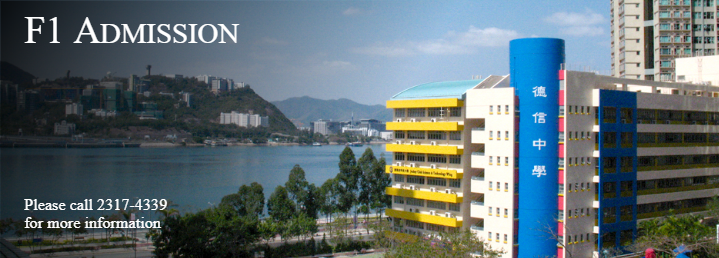 F1 ADMISSION
德信中學
Please call 2317-4339
for more information